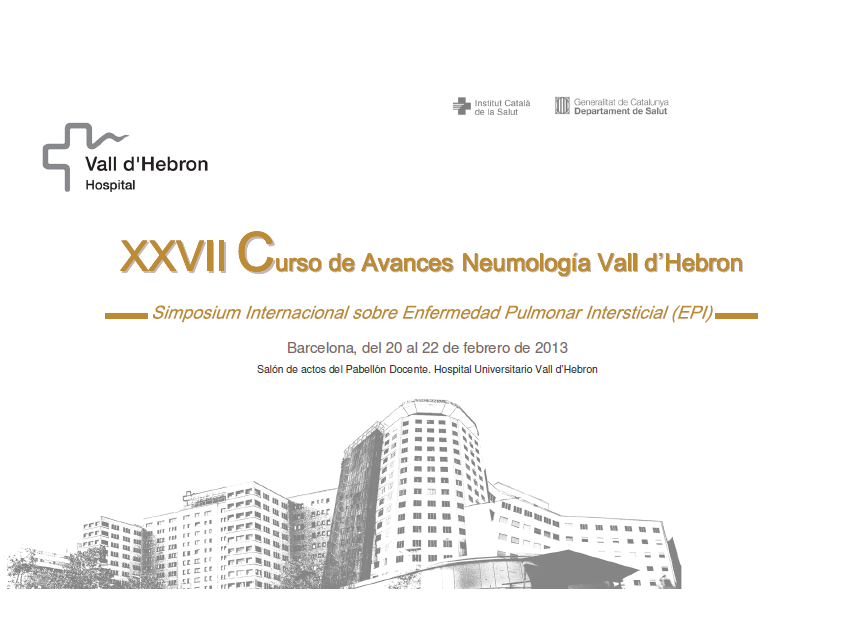 Institut Català
de la Salut
Generalitat de Catalunya
Departament de Salut
Vall d'Hebron
Hospital
XXVII Curso de Avances Neumología Vall d'Hebron
Simposium Internacional sobre Enfermedad Pulmonar Intersticial (EPI)
Barcelona, del 20 al 22 de febrero de 2013
Salón de actos del Pabellón Docente. Hospital Universitario Vall d'Hebron